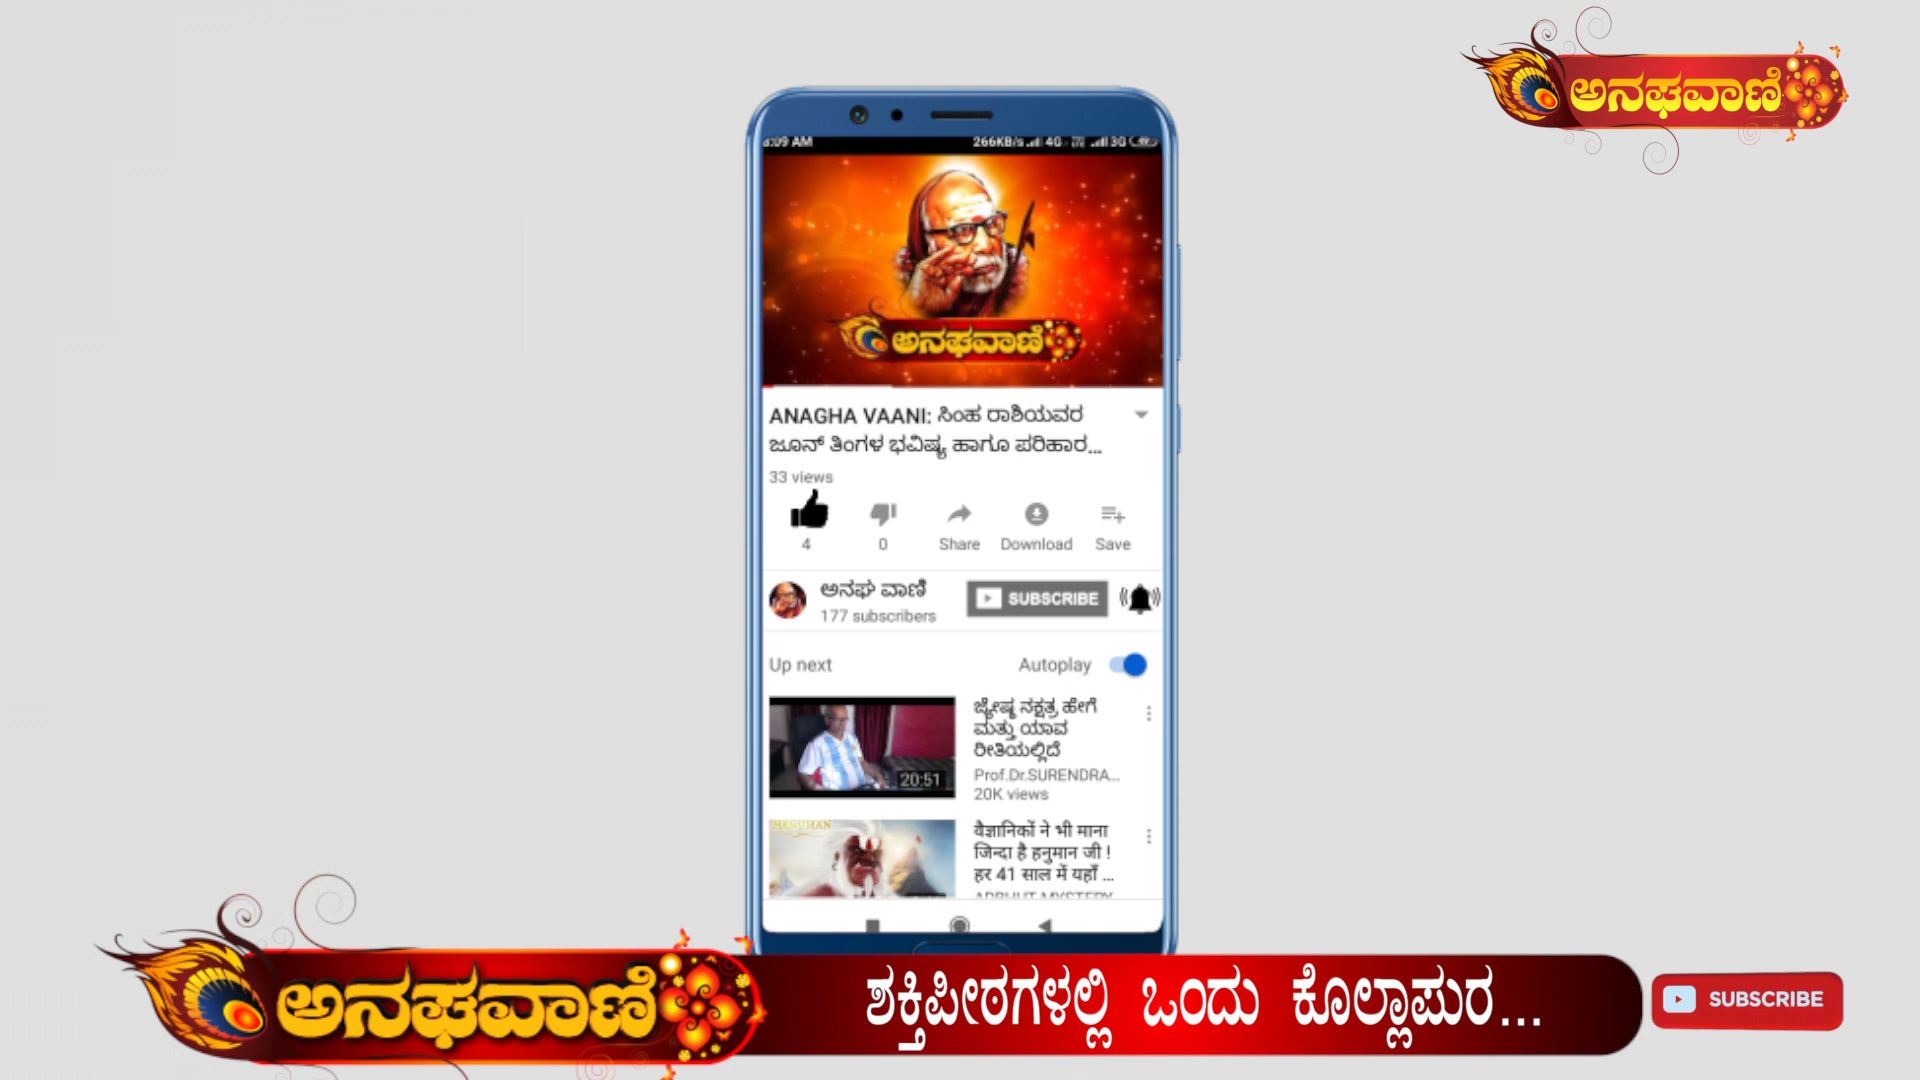 ಅನಘವಾಣಿ
:09 AM
266KB/s 4G 3G
ಅನಘವಾಣಿ
ANAGHA VAANI: ಸಿಂಹ ರಾಶಿಯವರ
ಜೂನ್ ತಿಂಗಳ ಭವಿಷ್ಯ ಹಾಗೂ ಪರಿಹಾರ...
33 views
4 0 Share Download Save
ಅನಘ ವಾಣಿ
177 subscribers
SUBSCRIBE
Up next Autoplay
ಜ್ಯೇಷ್ಠ ನಕ್ಷತ್ರ ಹೇಗೆ
ಮತ್ತು ಯಾವ
ರೀತಿಯಲ್ಲಿದೆ
Prof.Dr.SURENDRA...
20K views
20:51
HANUMAN
वैज्ञानिकों ने भी माना
जिन्दा है हनुमान जी !
हर 41 साल में यहाँ ...
ಅನಘವಾಣಿ
ಶಕ್ತಿಪೀಠಗಳಲ್ಲಿ ಒಂದು ಕೊಲ್ಲಾಪುರ...
SUBSCRIBE